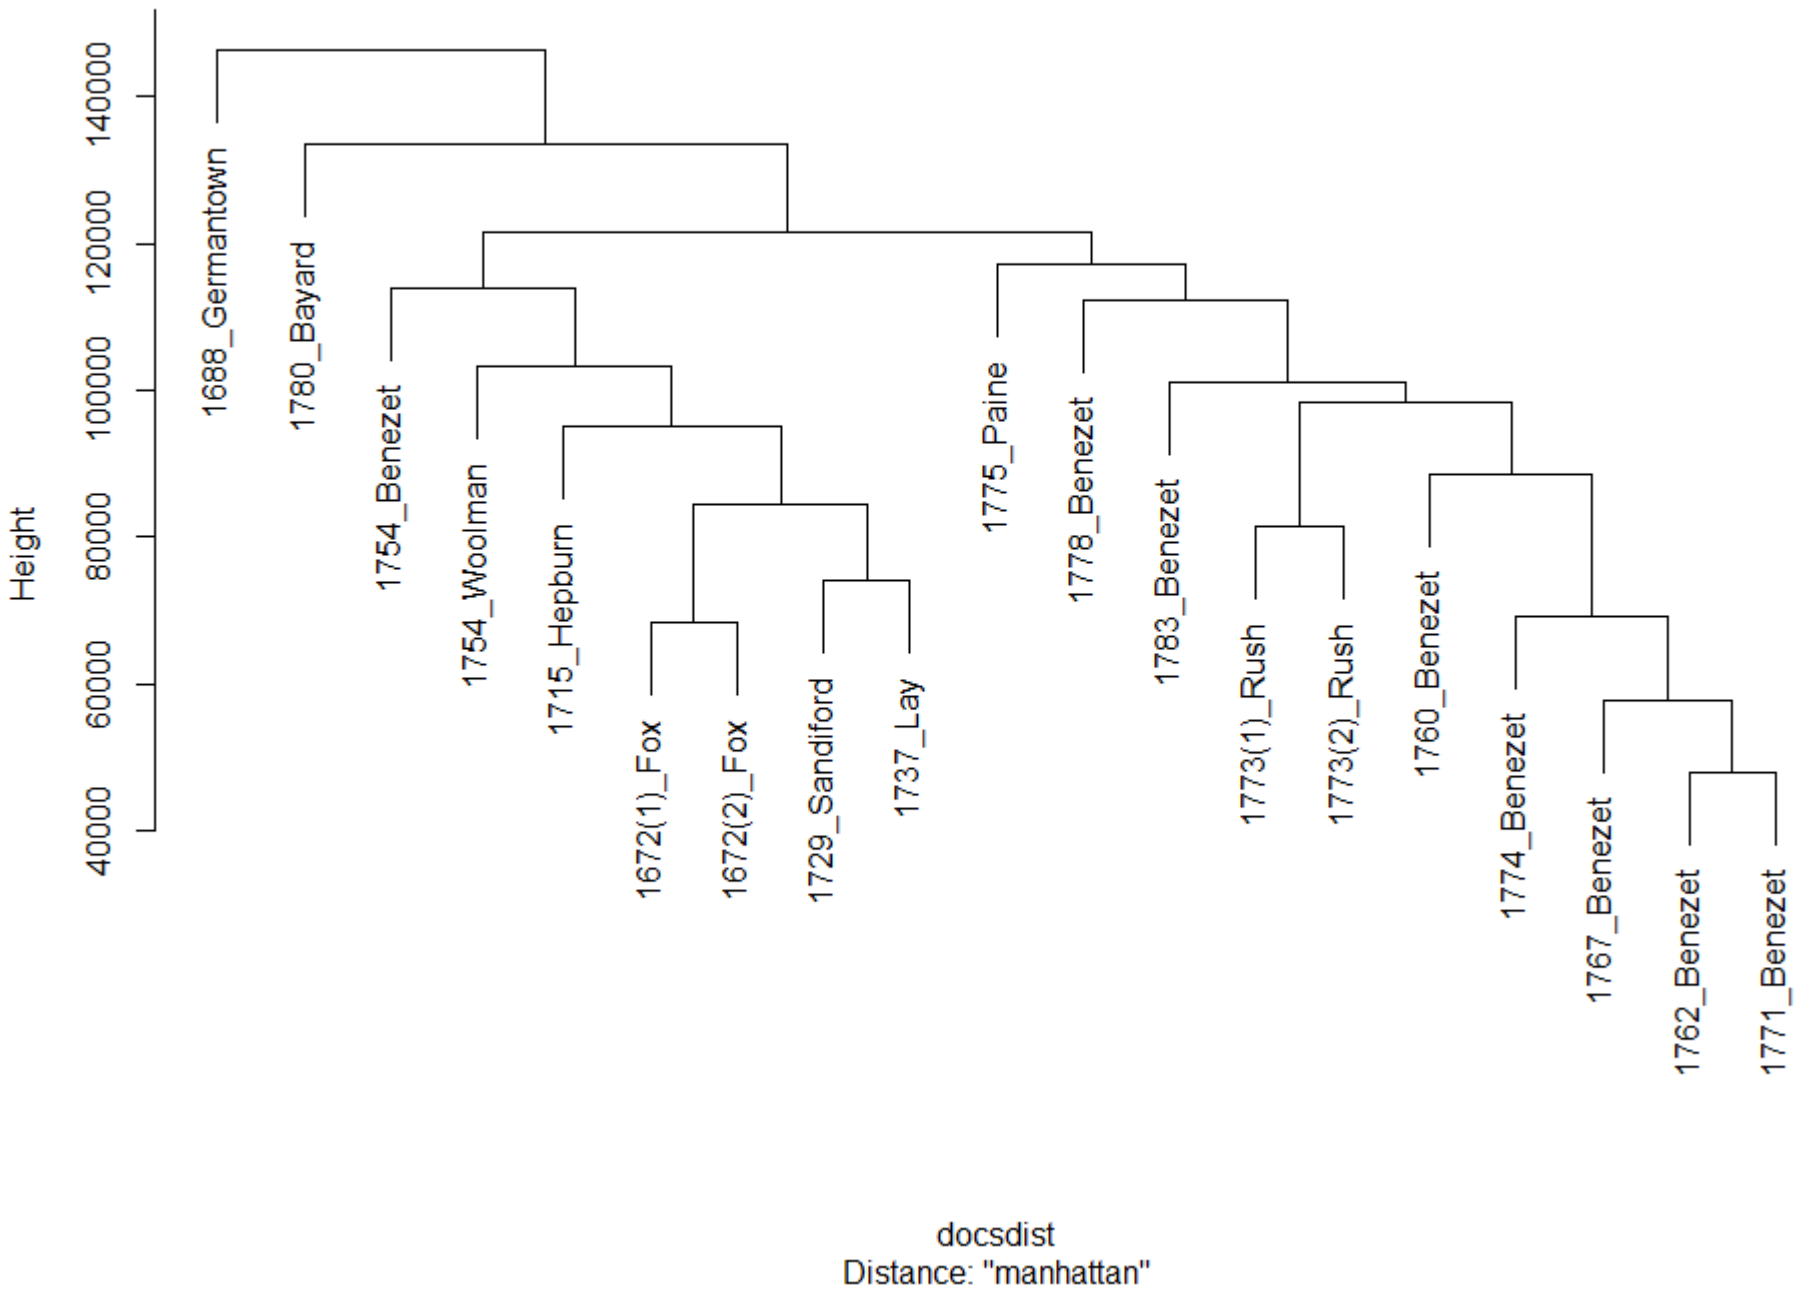 Height
140000
120000
100000
80000
60000
40000
1688_Germantown
1780_Bayard
1754_Benezet
1754_Woolman
1715_Hepburn
1672(1)_Fox
1672(2)_Fox
1729_Sandiford
1737_Lay
1775_Paine
1778_Benezet
1783_Benezet
1773(1)_Rush
1773(2)_Rush
1760_Benezet
1774_Benezet
1767_Benezet
1762_Benezet
1771_Benezet
docsdist
Distance: "manhattan"